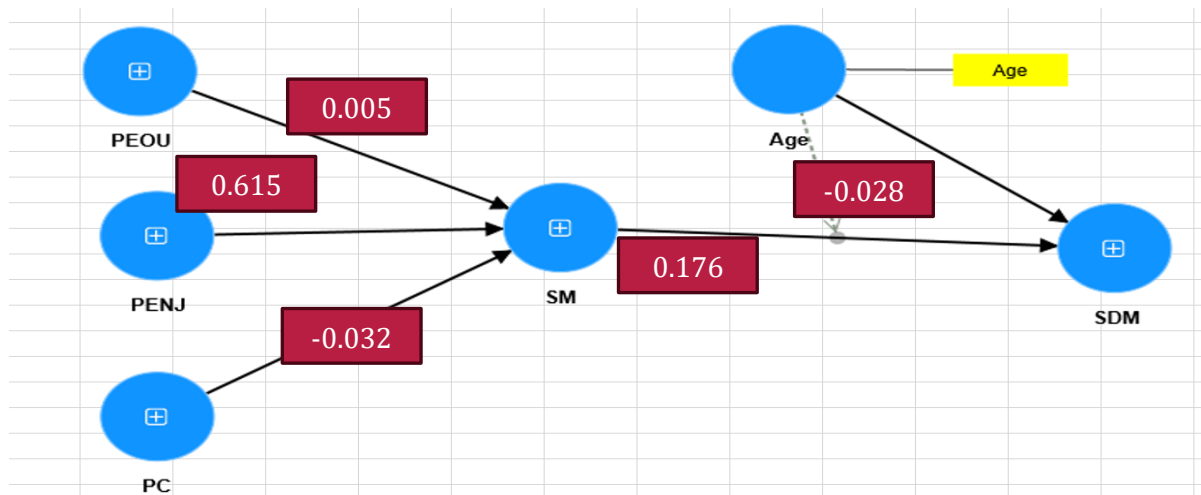 0.005
Age
PEOU
Age
0.615
-0.028
0.176
PENJ
SM
SDM
-0.032
PC